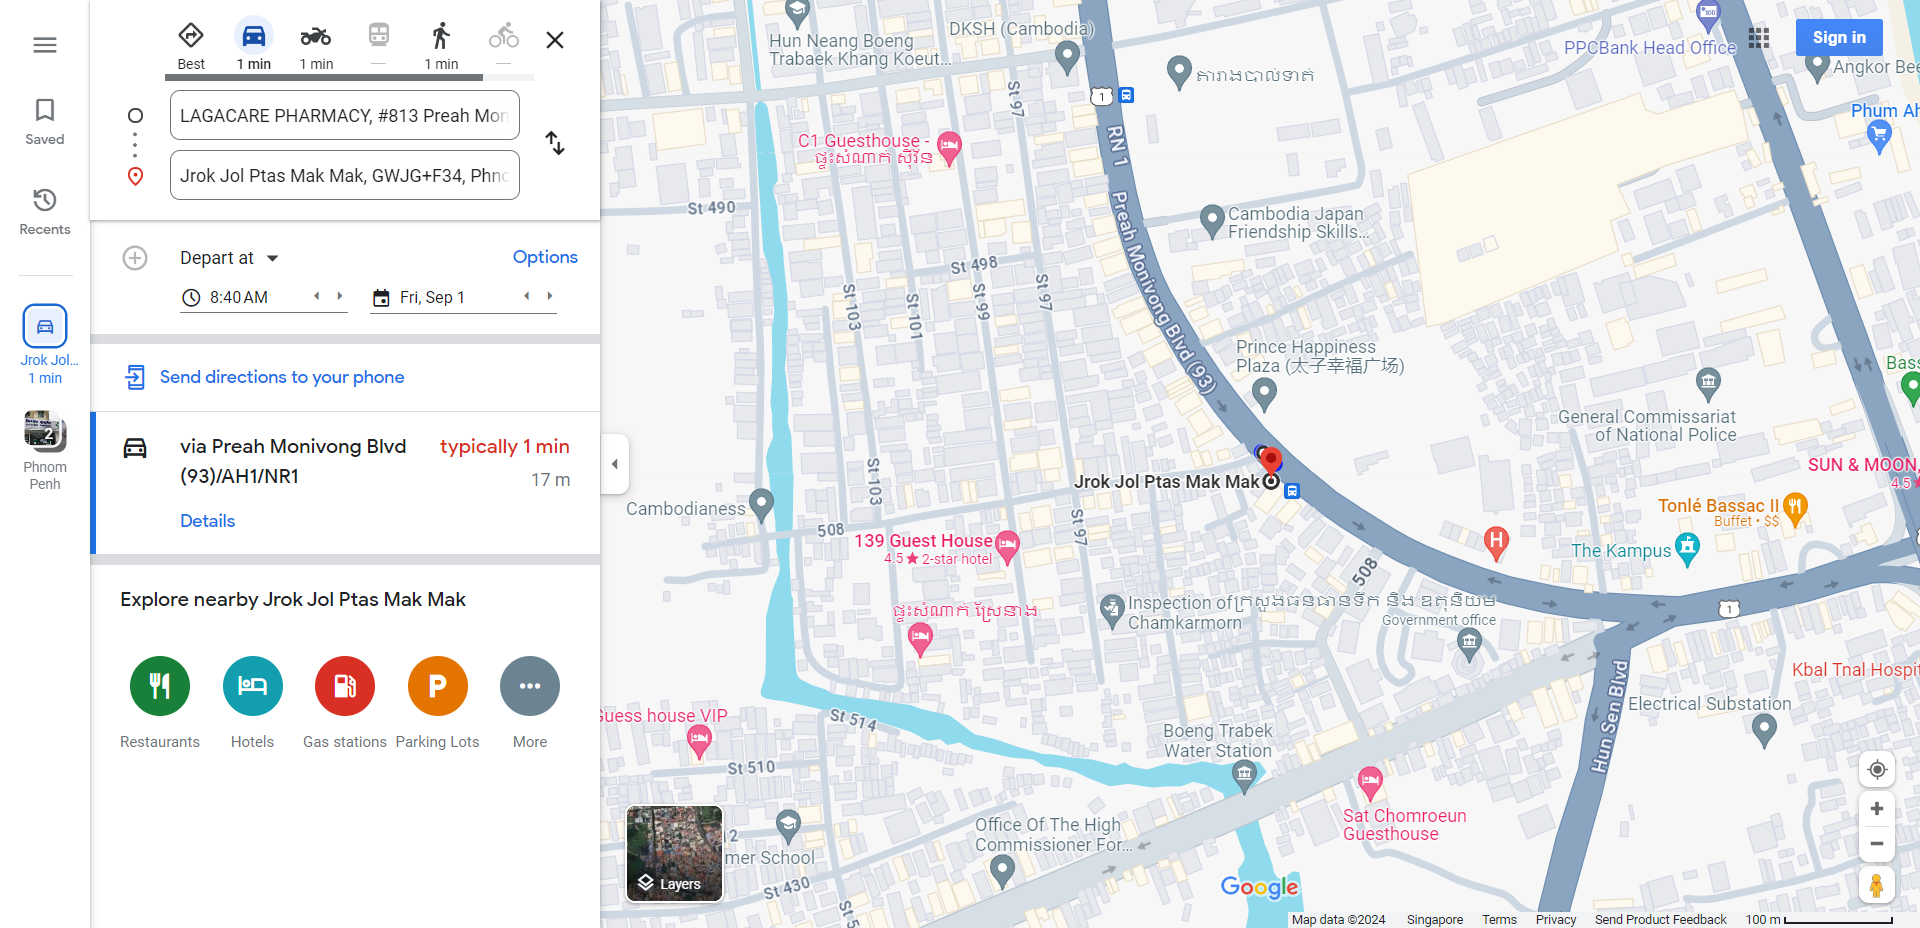 Saved
Recents
Jrok Jol...
1 min
2
Phnom
Penh
Best
1 min
1 min
1 min
LAGACARE PHARMACY, #813 Preah Mon
Jrok Jol Ptas Mak Mak, GWJG+F34, Phn
Depart at
Options
8:40 AM
Fri, Sep 1
Send directions to your phone
via Preah Monivong Blvd
(93)/AH1/NR1
typically 1 min
17 m
Details
Explore nearby Jrok Jol Ptas Mak Mak
Restaurants
Hotels
Gas stations
P
Parking Lots
More
Hun Neang Boeng
Trabaek Khang Koeut...
DKSH (Cambodia)
PPCBank Head Office
Sign in
Angkor Bee
Phum Ah
តារាងបាល់ទាត់
1
RN 1
St 97
C1 Guesthouse -
ផ្ទះសំណាក់ ស៊ីវ័ន
St 490
Preah Monivong Blvd (93)
Cambodia Japan
Friendship Skills...
St 498
St 103
St 101
St 99
St 97
Prince Happiness
Plaza (太子幸福广场)
General Commissariat
of National Police
Bass
SUN & MOON,
4.5
Jrok Jol Ptas Mak Mak
Tonlé Bassac II
Buffet • $$
The Kampus
H
St 103
Cambodianess
508
139 Guest House
4.5 ★ 2-star hotel
St 97
508
ផ្ទះសំណាក់ ស្រែនាង
Inspection of
Chamkarmorn
ក្រសួងធនធានទឹក និង ឧតុនិយម
Government office
1
Kbal Tnal Hospit
Hun Sen Blvd
Electrical Substation
Guess house VIP
St 514
St 510
Boeng Trabek
Water Station
Sat Chomroeun
Guesthouse
12
mer School
Office Of The High
Commissioner For...
St 430
Layers
Google
Map data ©2024
Singapore
Terms
Privacy
Send Product Feedback
100 m